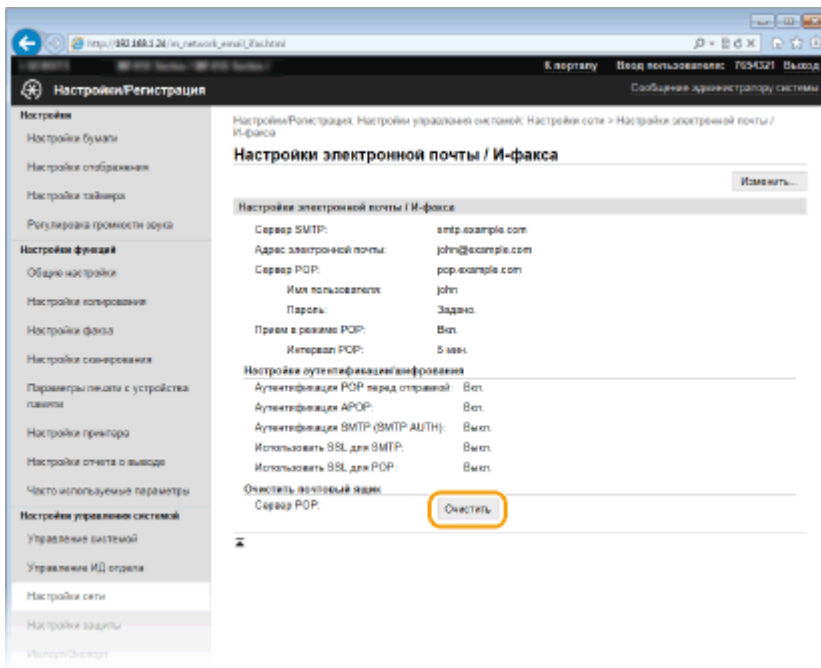 http://192.168.1.24/m_network_email_ifax.html
К порталу Вход пользователя: 7654321 Выход
Настройки/Регистрация
Сообщение администратору системы
Настройки
Настройки бумаги
Настройки отображения
Настройки таймера
Регулировка громкости звука
Настройки функций
Общие настройки
Настройки копирования
Настройки факса
Настройки сканирования
Параметры печати с устройства
памяти
Настройки принтера
Настройки отчета о выводе
Часто используемые параметры
Настройки управления системой
Управление системой
Управление ИД отдела
Настройки сети
Настройки защиты
Импорт/Экспорт
Настройки/Регистрация: Настройки управления системой: Настройки сети > Настройки электронной почты /
И-факса
Настройки электронной почты / И-факса
Изменить...
Настройки электронной почты / И-факса
Сервер SMTP: smtp.example.com
Адрес электронной почты: john@example.com
Сервер POP: pop.example.com
Имя пользователя: john
Пароль: Задано.
Прием в режиме POP: Вкл.
Интервал POP: 5 мин.
Настройки аутентификации/шифрования
Аутентификация POP перед отправкой: Вкл.
Аутентификация APOP: Вкл.
Аутентификация SMTP (SMTP AUTH): Выкл.
Использовать SSL для SMTP: Выкл.
Использовать SSL для POP: Выкл.
Очистить почтовый ящик
Сервер POP: Очистить